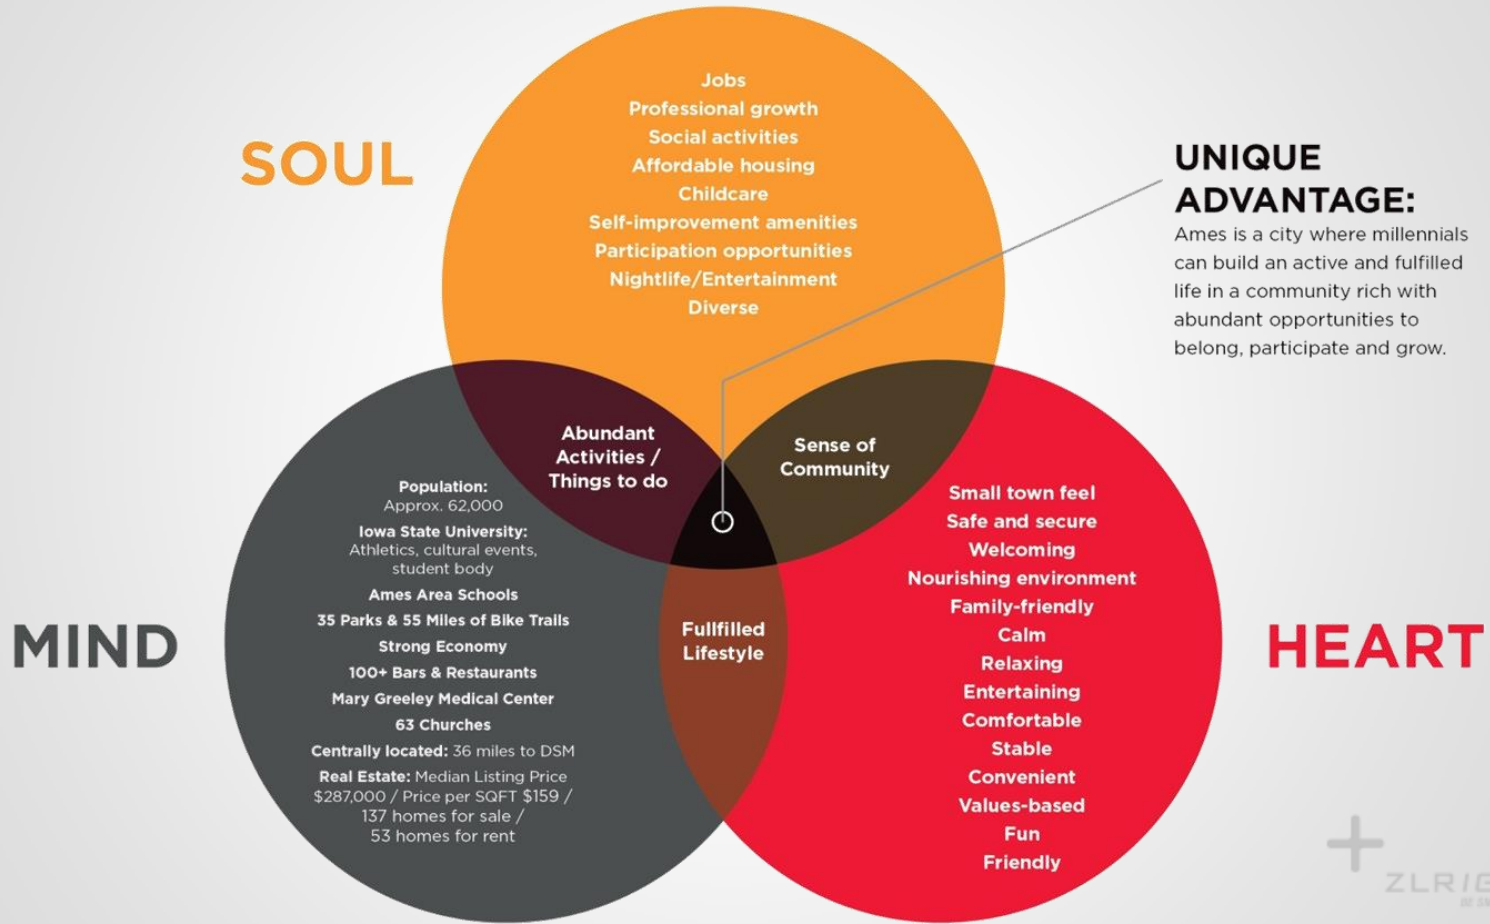 SOUL
Jobs
Professional growth
Social activities
Affordable housing
Childcare
Self-improvement amenities
Participation opportunities
Nightlife/Entertainment
Diverse
UNIQUE
ADVANTAGE:
Ames is a city where millennials
can build an active and fulfilled
life in a community rich with
abundant opportunities to
belong, participate and grow.
Abundant
Activities /
Things to do
Sense of
Community
Fullfilled
Lifestyle
MIND
Population:
Approx. 62,000
Iowa State University:
Athletics, cultural events,
student body
Ames Area Schools
35 Parks & 55 Miles of Bike Trails
Strong Economy
100+ Bars & Restaurants
Mary Greeley Medical Center
63 Churches
Centrally located: 36 miles to DSM
Real Estate: Median Listing Price
$287,000 / Price per SQFT $159 /
137 homes for sale /
53 homes for rent
HEART
Small town feel
Safe and secure
Welcoming
Nourishing environment
Family-friendly
Calm
Relaxing
Entertaining
Comfortable
Stable
Convenient
Values-based
Fun
Friendly